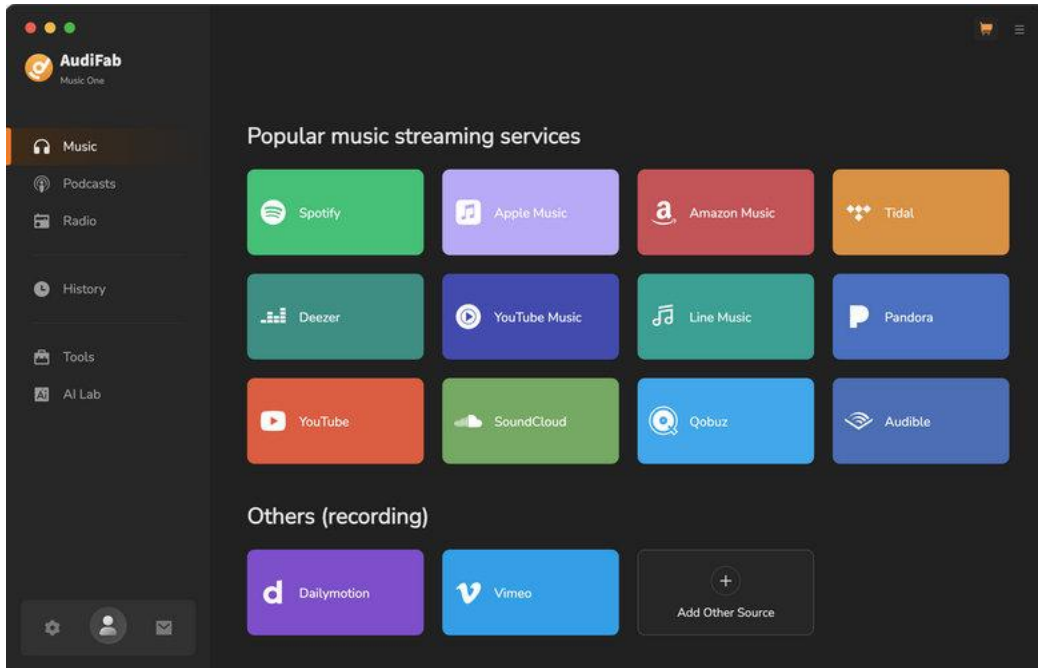 AudiFab
Music One
Music
Podcasts
Radio
History
Tools
Ai AI Lab
Popular music streaming services
Spotify
Apple Music
a Amazon Music
Tidal
Deezer
YouTube Music
Line Music
Pandora
YouTube
SoundCloud
Qobuz
Audible
Others (recording)
d Dailymotion
Vimeo
Add Other Source